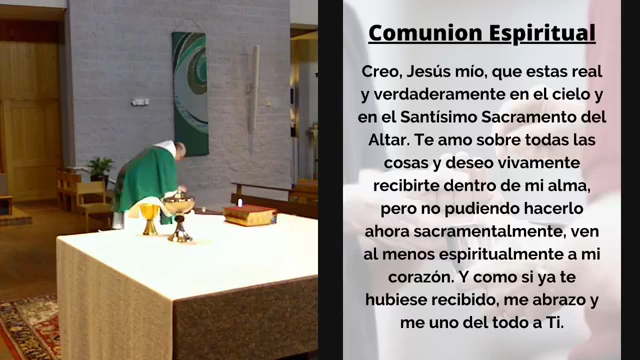 Comunion Espiritual
Creo, Jesús mío, que estas real
y verdaderamente en el cielo y
en el Santísimo Sacramento del
Altar. Te amo sobre todas las
cosas y deseo vivamente
recibirte dentro de mi alma,
pero no pudiendo hacerlo
ahora sacramentalmente, ven
al menos espiritualmente a mi
corazón. Y como si ya te
hubiese recibido, me abrazo y
me uno del todo a Ti.